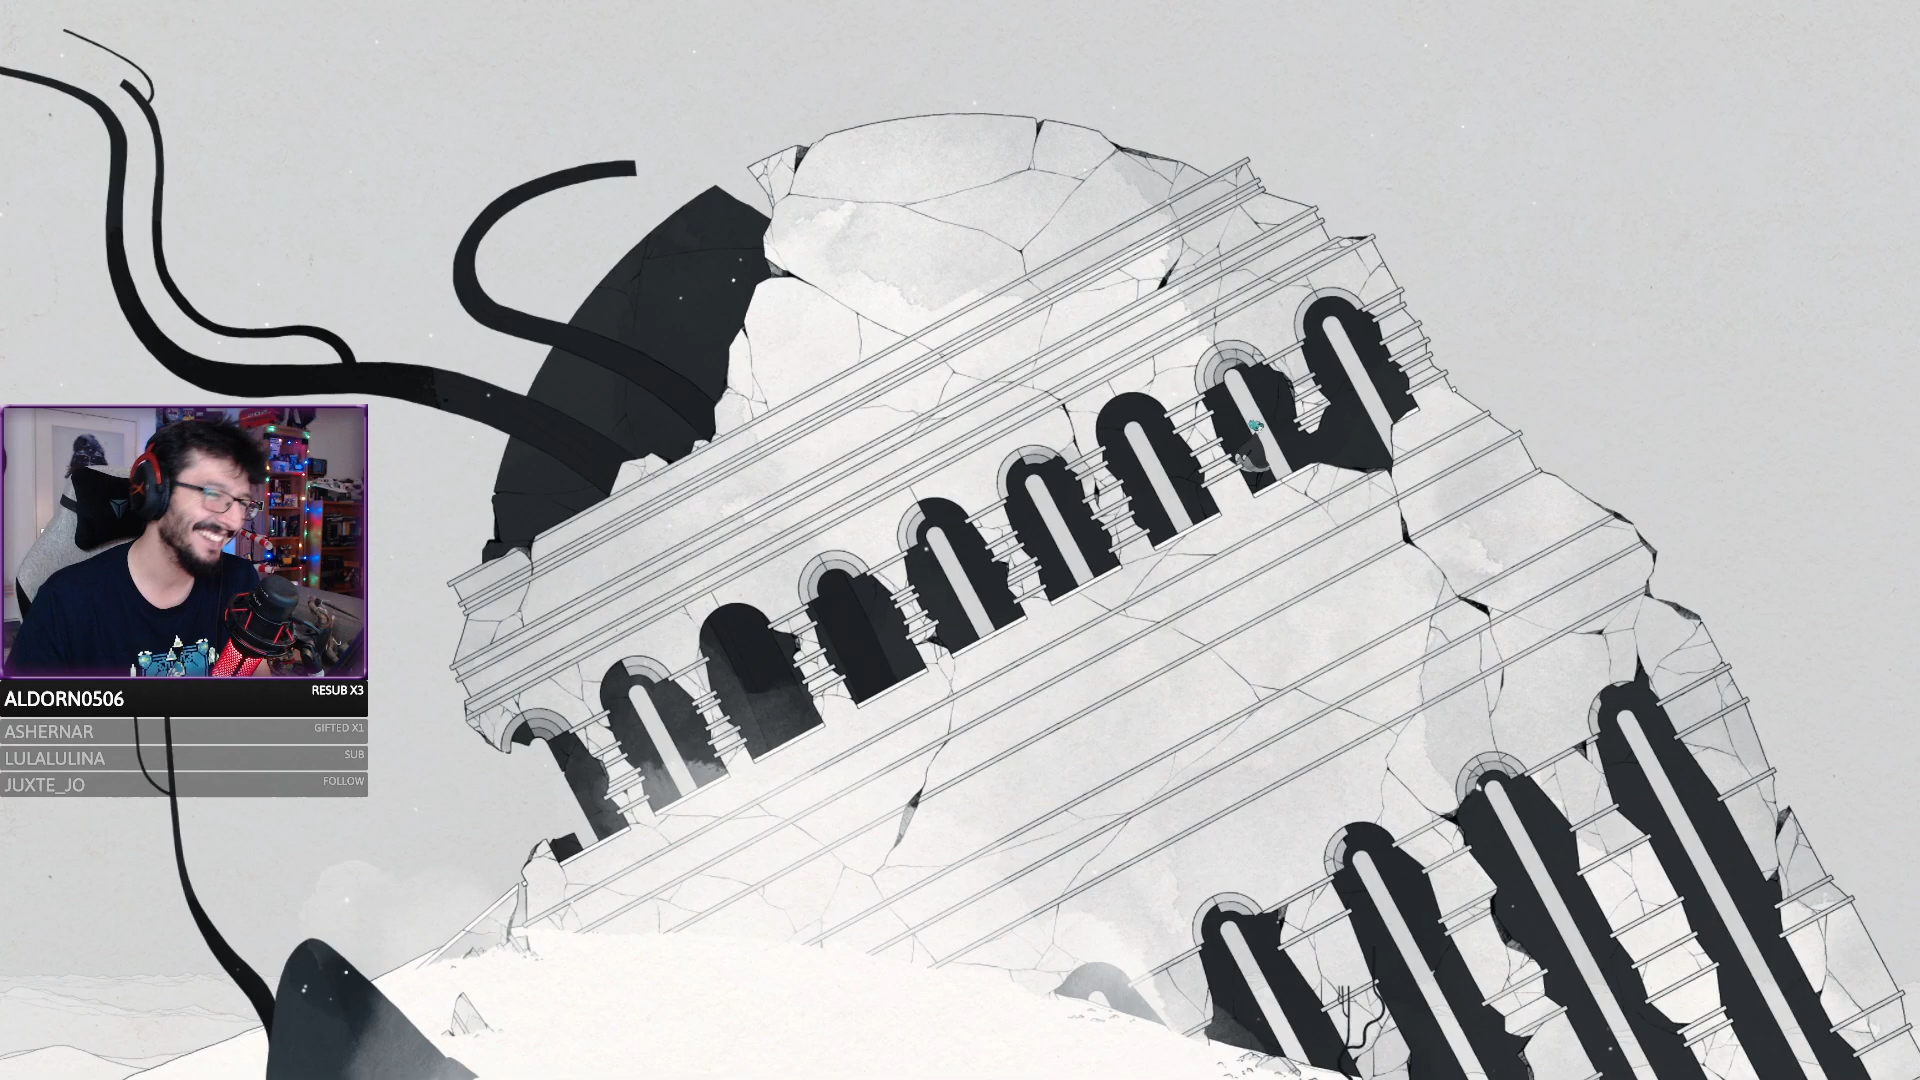 ALDORN0506 RESUB X3
ASHERNAR GIFTED X1
LULALULINA SUB
JUXTE_JO FOLLOW